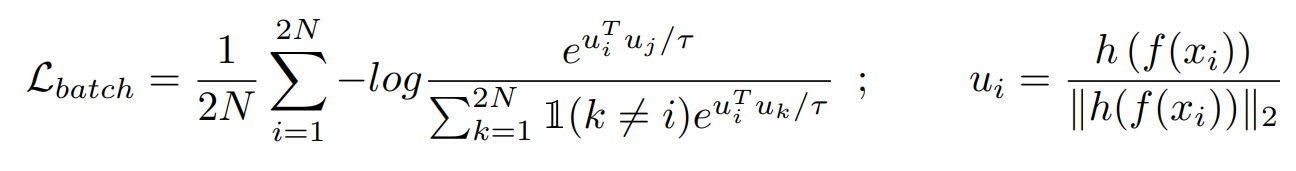 \mathcal{L}_{batch} = \frac{1}{2N} \sum_{i=1}^{2N} -log \frac{e^{u_i^T u_j/\tau}}{\sum_{k=1}^{2N} \mathbb{1}(k \neq i) e^{u_i^T u_k/\tau}} \; ; \quad u_i = \frac{h(f(x_i))}{\|h(f(x_i))\|_2}